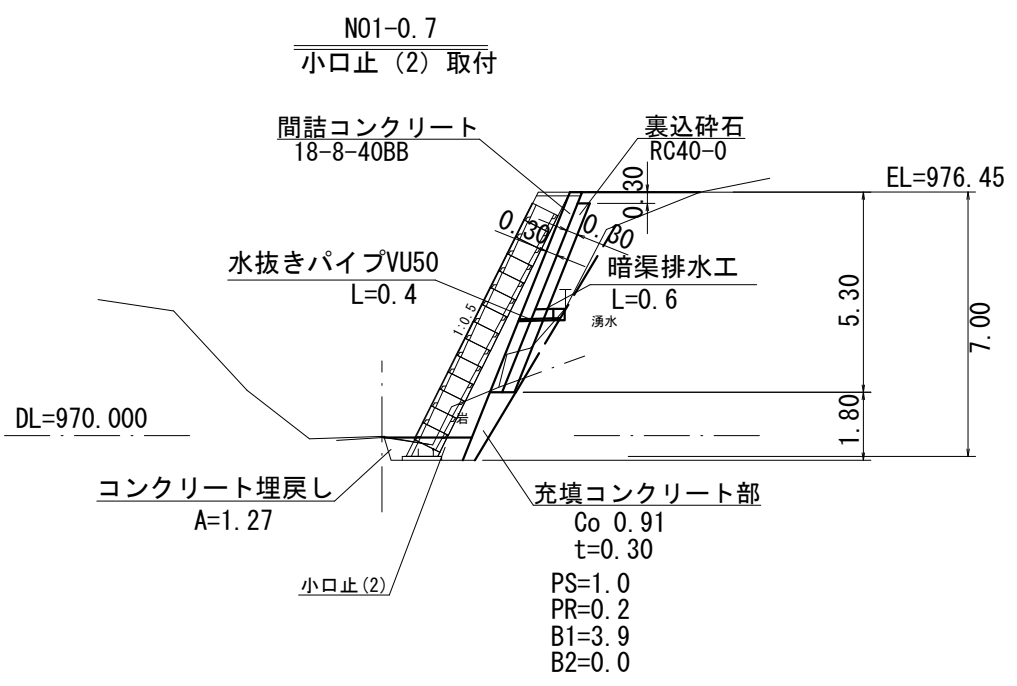 NO1-0.7
小口止（2）取付
間詰コンクリート
18-8-40BB
裏込砕石
RC40-0
EL=976.45
0.30
0.30
0.30
水抜きパイプVU50
L=0.4
暗渠排水工
L=0.6
湧水
1:0.5
5.30
7.00
1.80
DL=970.000
岩
コンクリート埋戻し
A=1.27
充填コンクリート部
Co 0.91
t=0.30
小口止(2)
PS=1.0
PR=0.2
B1=3.9
B2=0.0